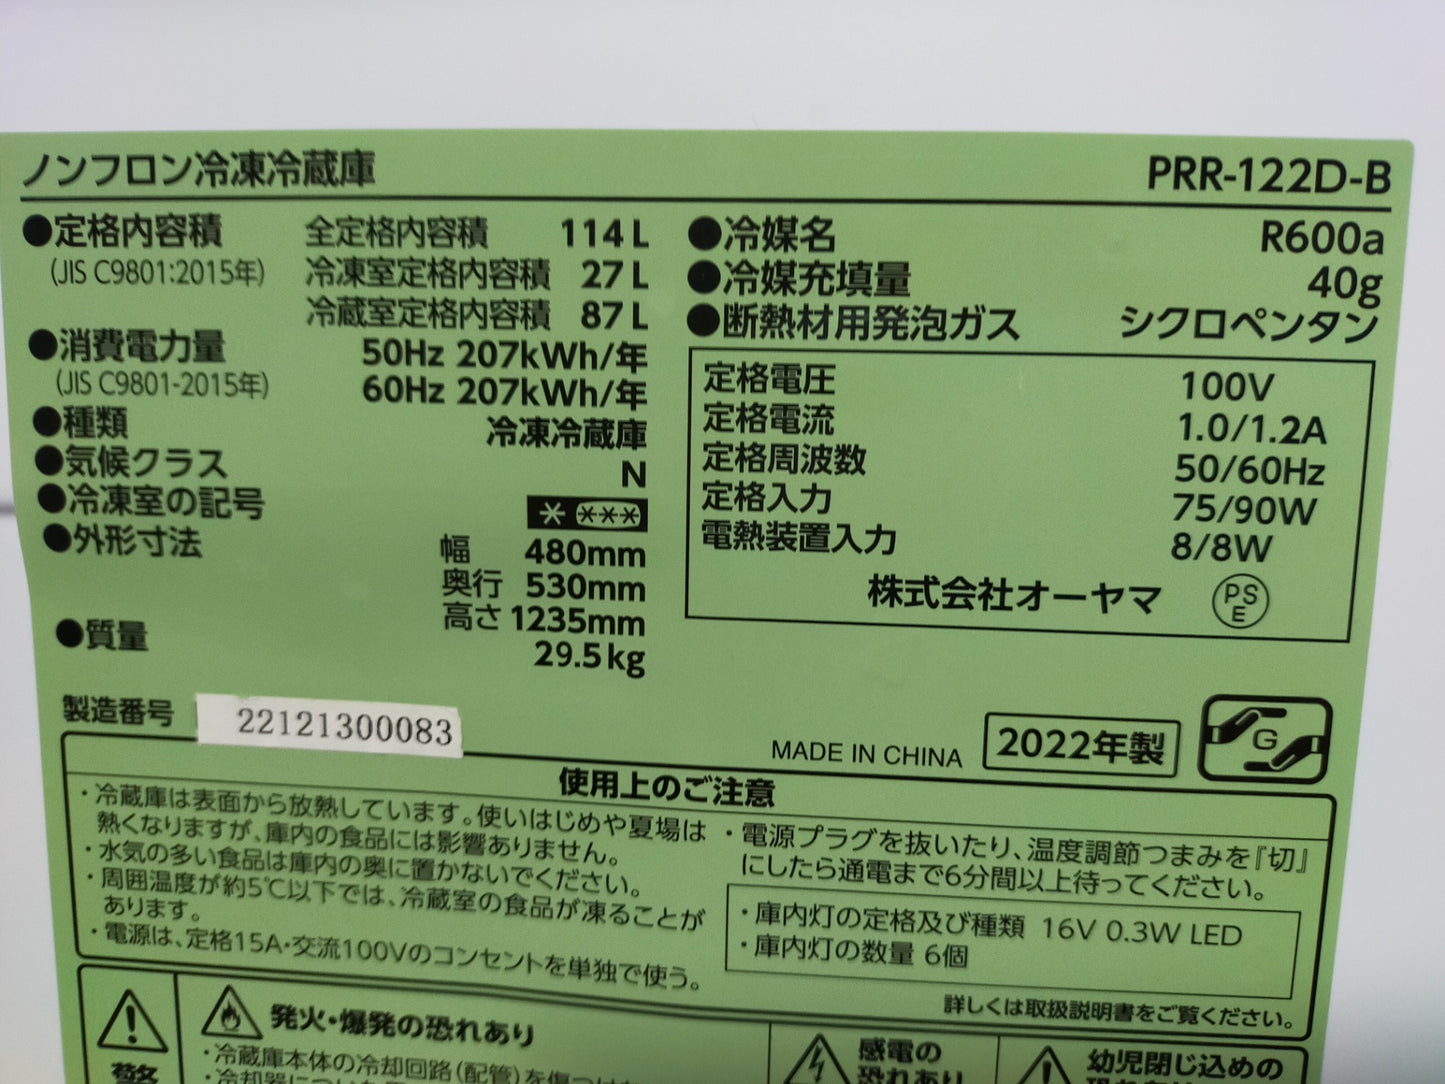 ノンフロン冷凍冷蔵庫 PRR-122D-B
●定格内容積 全定格内容積 114L
(JIS C9801:2015年) 冷凍室定格内容積 27L
冷蔵室定格内容積 87L
●消費電力量 50Hz 207kWh/年
(JIS C9801-2015年) 60Hz 207kWh/年
●種類 冷凍冷蔵庫
●気候クラス N
●冷凍室の記号 * ***
●外形寸法 幅 480mm
奥行 530mm
高さ 1235mm
●質量 29.5kg
●冷媒名 R600a
●冷媒充填量 40g
●断熱材用発泡ガス シクロペンタン
定格電圧 100V
定格電流 1.0/1.2A
定格周波数 50/60Hz
定格入力 75/90W
電熱装置入力 8/8W
株式会社オーヤマ PSE
製造番号 22121300083
MADE IN CHINA 2022年製 G
使用上のご注意
・冷蔵庫は表面から放熱しています。使いはじめや夏場は
熱くなりますが、庫内の食品には影響ありません。
・水気の多い食品は庫内の奥に置かないでください。
・周囲温度が約5℃以下では、冷蔵室の食品が凍ることが
あります。
・電源は、定格15A・交流100Vのコンセントを単独で使う。
・電源プラグを抜いたり、温度調節つまみを『切』
にしたら通電まで6分間以上待ってください。
・庫内灯の定格及び種類 16V 0.3W LED
・庫内灯の数量 6個
詳しくは取扱説明書をご覧ください。
発火・爆発の恐れあり
・冷蔵庫本体の冷却回路(配管)を傷つけ
感電の
恐れあり
幼児閉じ込めの